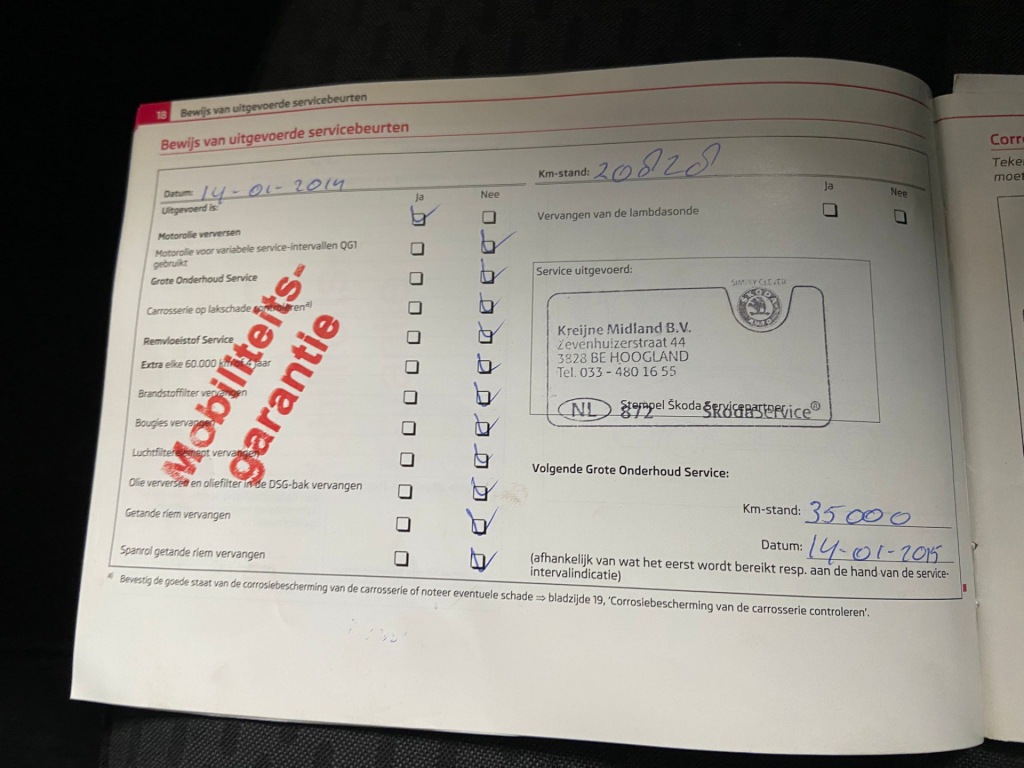 18 Bewijs van uitgevoerde servicebeurten
Bewijs van uitgevoerde servicebeurten
Datum: 14-01-2014
Km-stand: 20828
Uitgevoerd is:
Ja Nee
Ja Nee
Motorolie verversen
Vervangen van de lambdasonde
Motorolie voor variabele service-intervallen QG1
gebruikt
Grote Onderhoud Service
Carrosserie op lakschade controleren a)
Remvloeistof Service
Extra elke 60.000 km of 4 jaar
Brandstoffilter vervangen
Bougies vervangen
Luchtfilterelement vervangen
Olie verversen en oliefilter in de DSG-bak vervangen
Getande riem vervangen
Spanrol getande riem vervangen
Mobiliteits-
garantie
Service uitgevoerd:
SIMPLY CLEVER
ŠKODA
Kreijne Midland B.V.
Zevenhuizerstraat 44
3828 BE HOOGLAND
Tel. 033 - 480 16 55
Stempel Škoda Servicepartner
NL 872 ŠkodaService®
Volgende Grote Onderhoud Service:
Km-stand: 35000
Datum: 14-01-2015
(afhankelijk van wat het eerst wordt bereikt resp. aan de hand van de service-
intervalindicatie)
a) Bevestig de goede staat van de corrosiebescherming van de carrosserie of noteer eventuele schade ⇒ bladzijde 19, 'Corrosiebescherming van de carrosserie controleren'.
Corr
Teke
moet